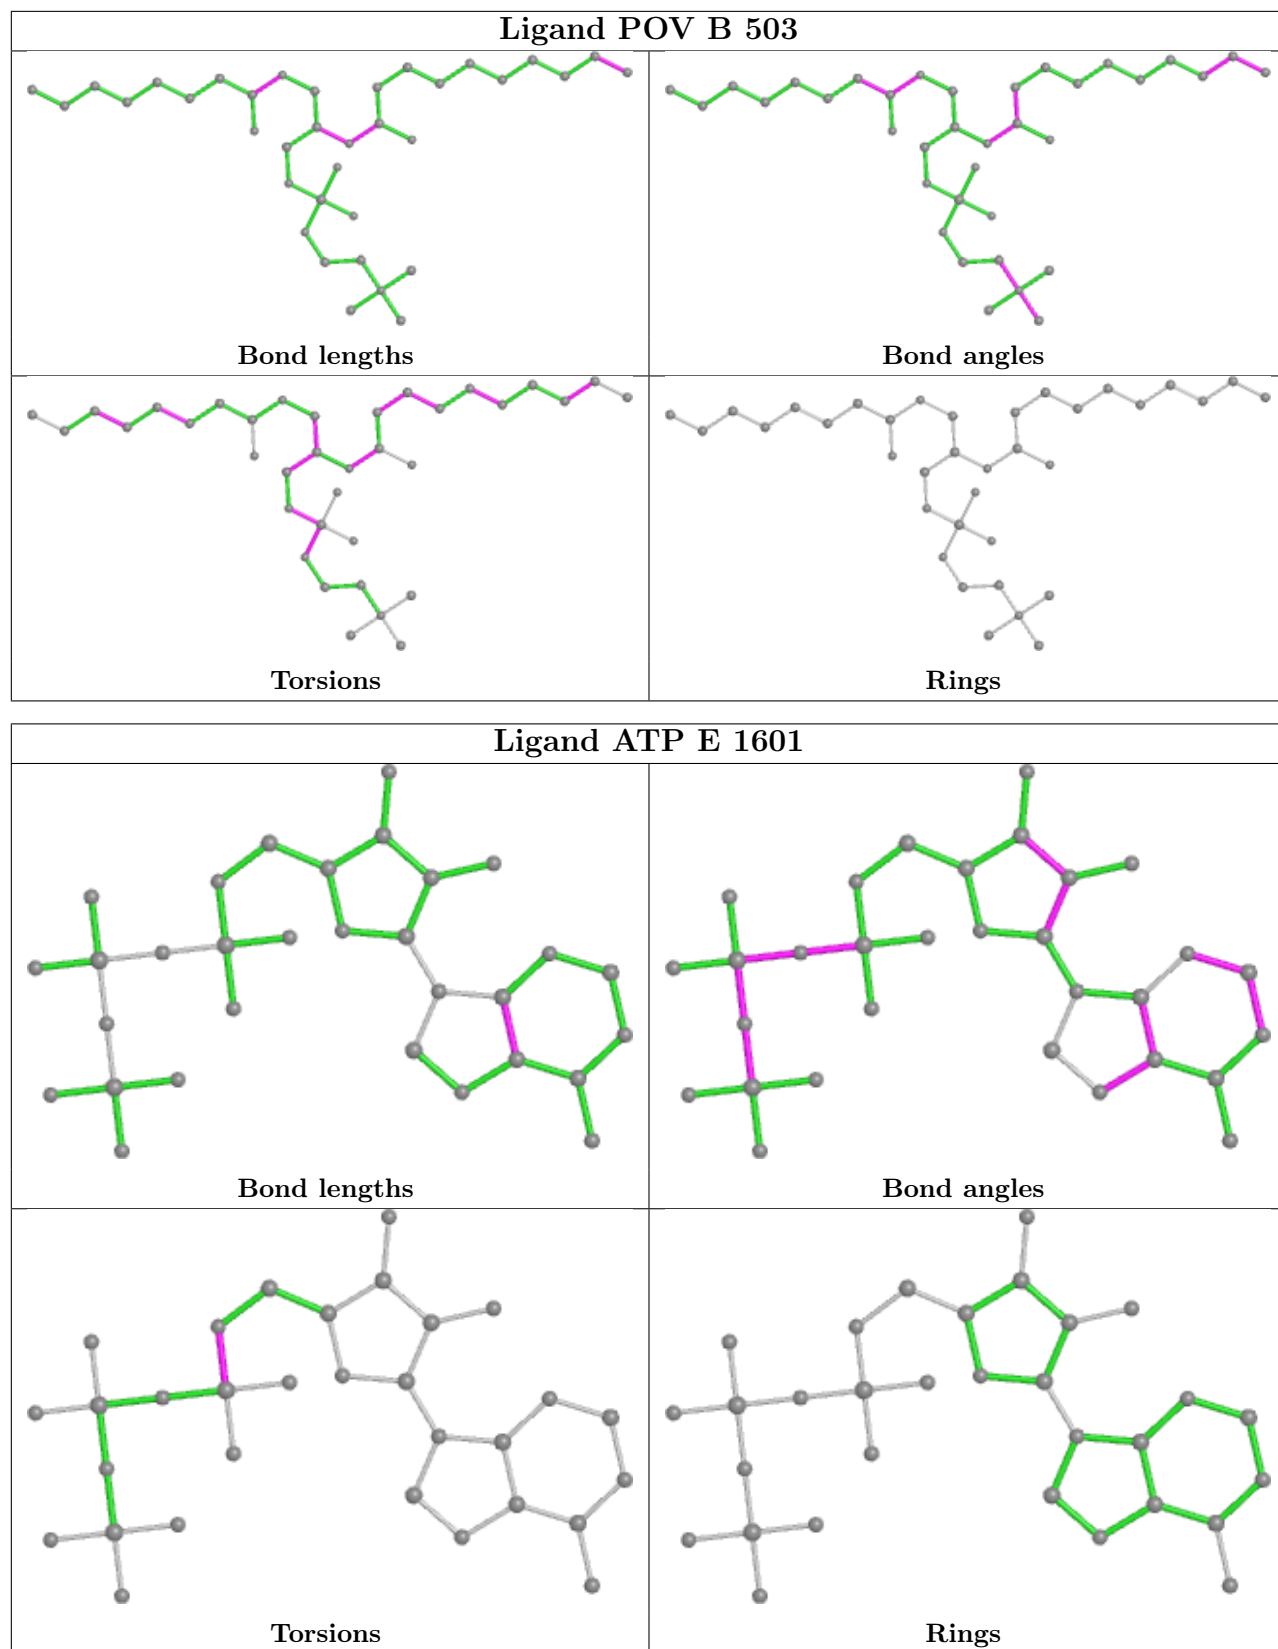 Ligand POV B 503
Bond lengths
Bond angles
Torsions
Rings
Ligand ATP E 1601
Bond lengths
Bond angles
Torsions
Rings